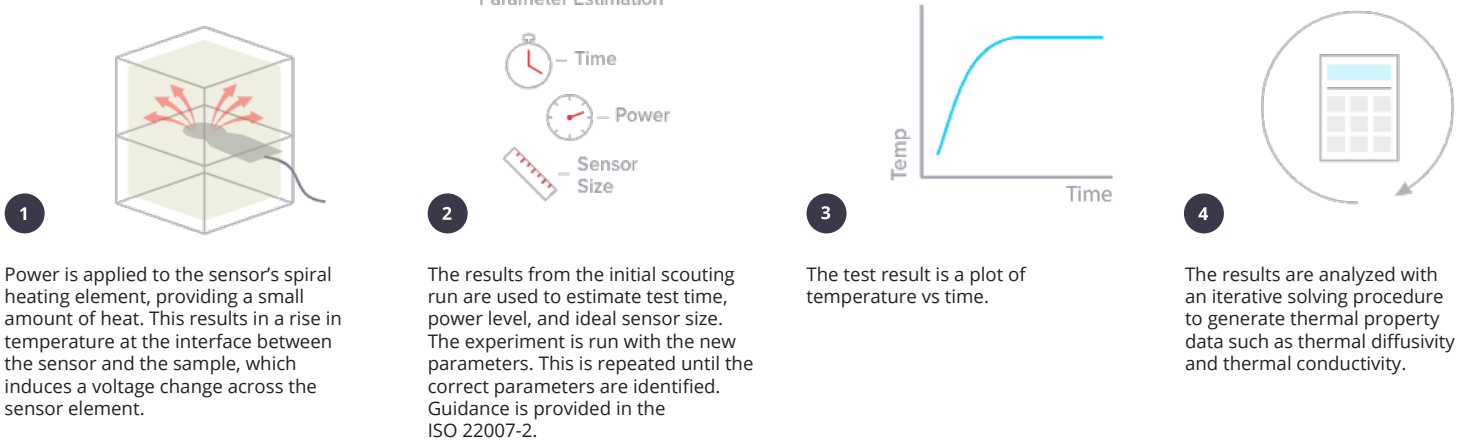 Parameter Estimation
Time
Power
Sensor
Size
Temp
Time
1
Power is applied to the sensor's spiral
heating element, providing a small
amount of heat. This results in a rise in
temperature at the interface between
the sensor and the sample, which
induces a voltage change across the
sensor element.
2
The results from the initial scouting
run are used to estimate test time,
power level, and ideal sensor size.
The experiment is run with the new
parameters. This is repeated until the
correct parameters are identified.
Guidance is provided in the
ISO 22007-2.
3
The test result is a plot of
temperature vs time.
4
The results are analyzed with
an iterative solving procedure
to generate thermal property
data such as thermal diffusivity
and thermal conductivity.